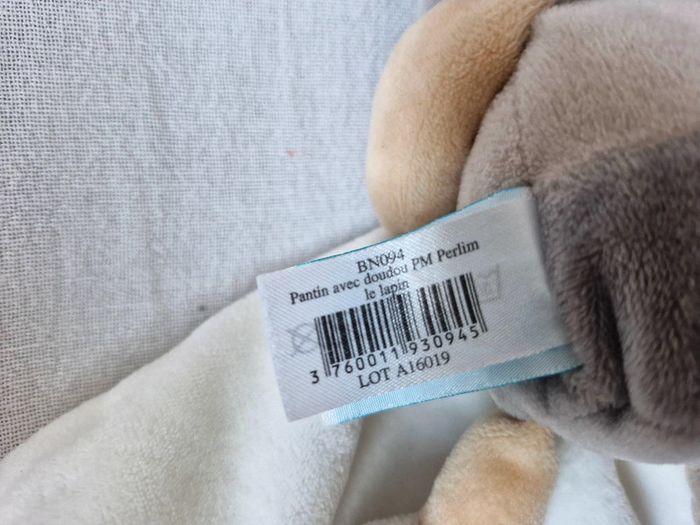 BN094
Pantin avec doudou PM Perlim
le lapin
3 760011 930945
LOT A16019